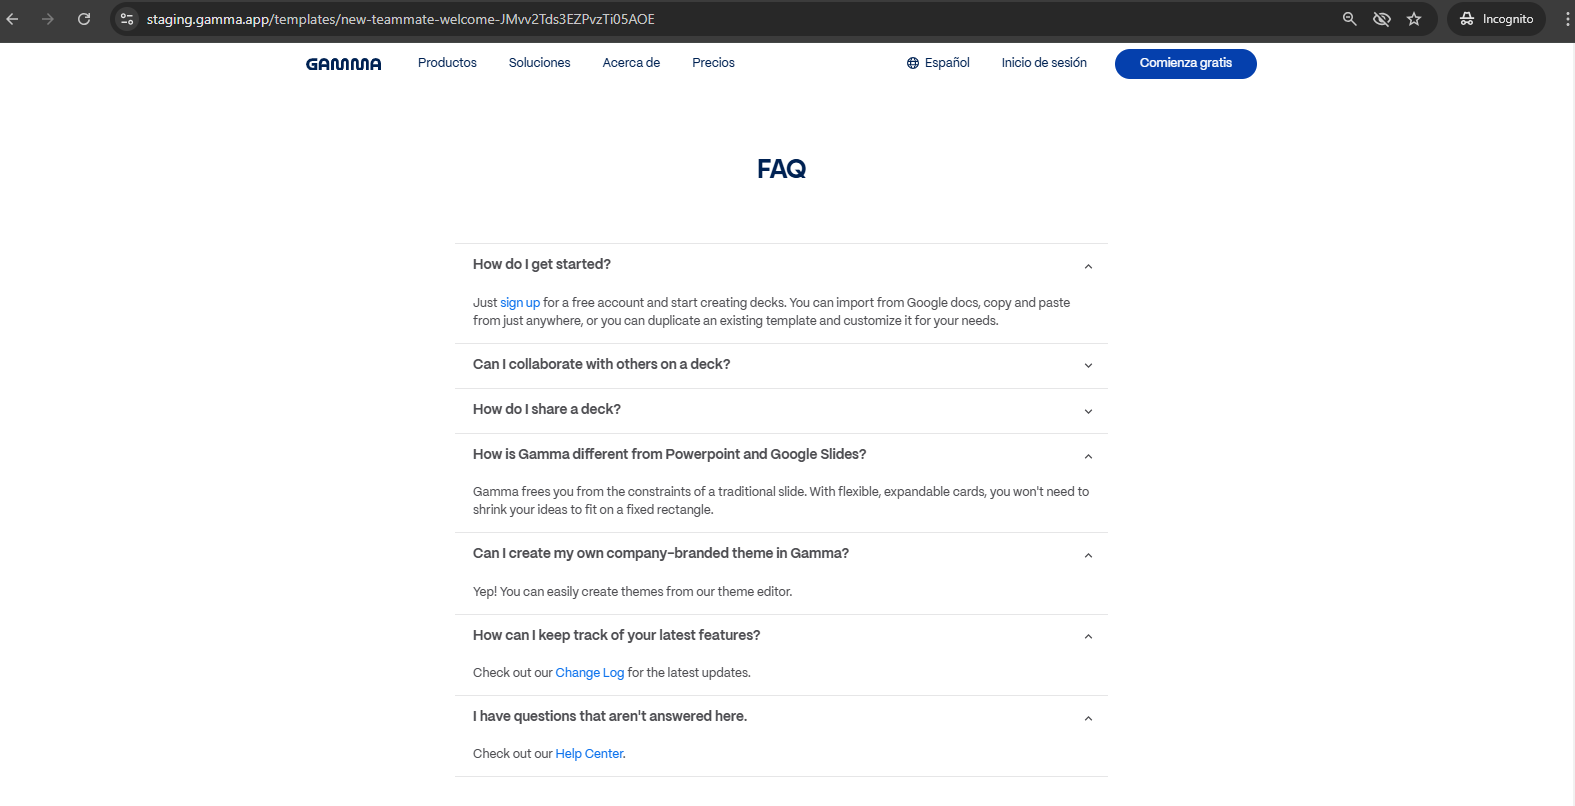 staging.gamma.app/templates/new-teammate-welcome-JMvv2Tds3EZPvzTi05AOE
Incognito
GAMMA
Productos
Soluciones
Acerca de
Precios
Español
Inicio de sesión
Comienza gratis
FAQ
How do I get started?
Just sign up for a free account and start creating decks. You can import from Google docs, copy and paste
from just anywhere, or you can duplicate an existing template and customize it for your needs.
Can I collaborate with others on a deck?
How do I share a deck?
How is Gamma different from Powerpoint and Google Slides?
Gamma frees you from the constraints of a traditional slide. With flexible, expandable cards, you won't need to
shrink your ideas to fit on a fixed rectangle.
Can I create my own company-branded theme in Gamma?
Yep! You can easily create themes from our theme editor.
How can I keep track of your latest features?
Check out our Change Log for the latest updates.
I have questions that aren't answered here.
Check out our Help Center.